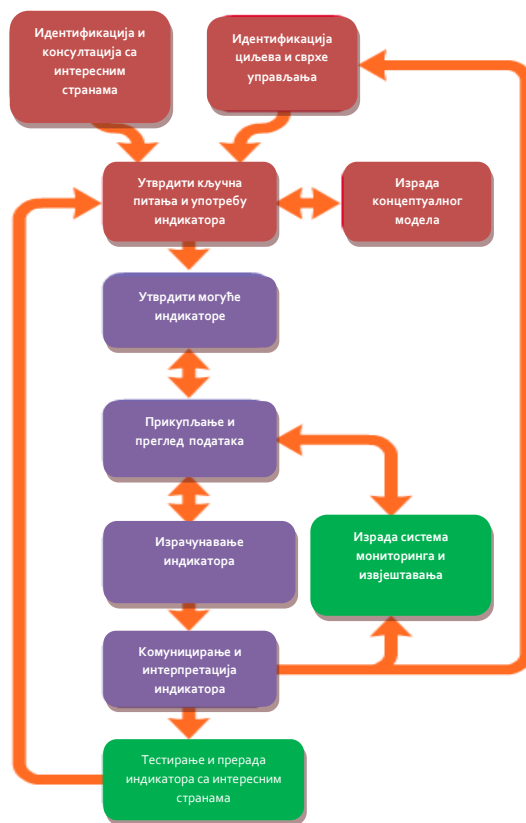 Идентификација и
консултација са
интересним
странама
Идентификација
циљева и сврхе
управљања
Утврдити кључна
питања и употребу
индикатора
Израда
концептуалног
модела
Утврдити могуће
индикаторе
Прикупљање и
преглед података
Израчунавање
индикатора
Израда система
мониторинга и
извјештавања
Комуницирање и
интерпретација
индикатора
Тестирање и прерада
индикатора са интересним
странама